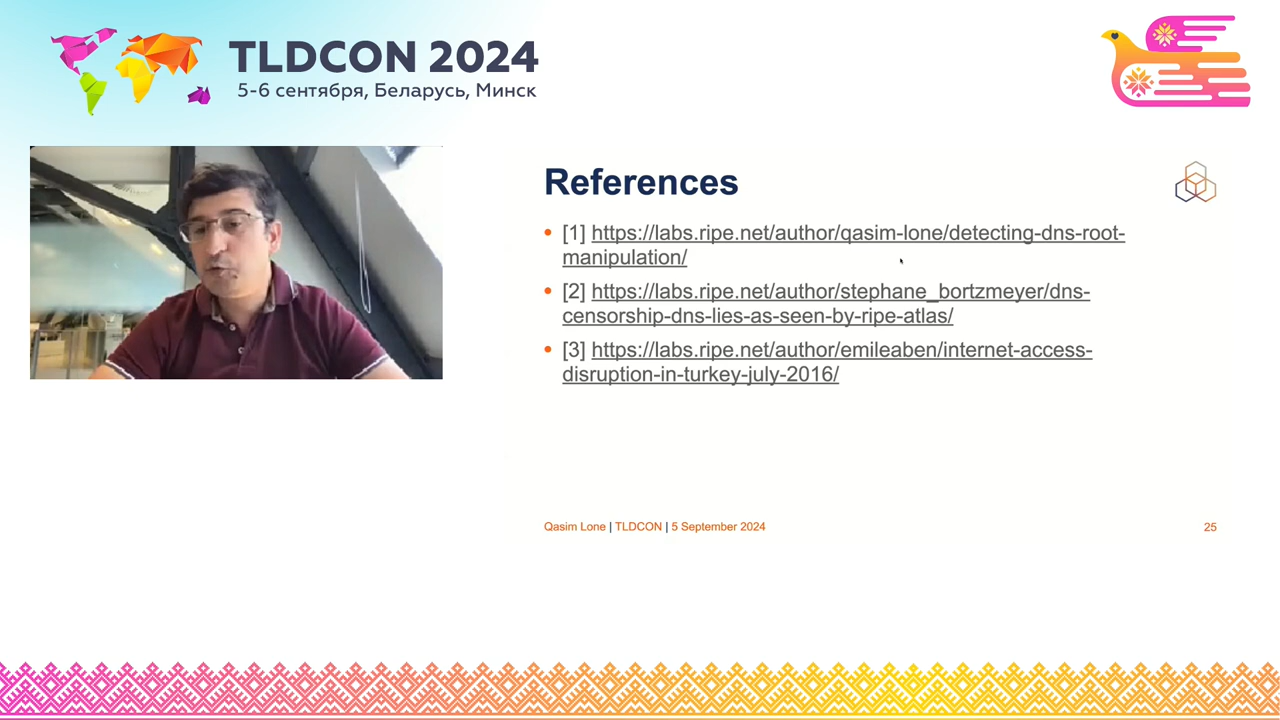 TLDCON 2024
5-6 сентября, Беларусь, Минск
References
• [1] https://labs.ripe.net/author/qasim-lone/detecting-dns-root-
manipulation/
• [2] https://labs.ripe.net/author/stephane_bortzmeyer/dns-
censorship-dns-lies-as-seen-by-ripe-atlas/
• [3] https://labs.ripe.net/author/emileaben/internet-access-
disruption-in-turkey-july-2016/
Qasim Lone | TLDCON | 5 September 2024
25